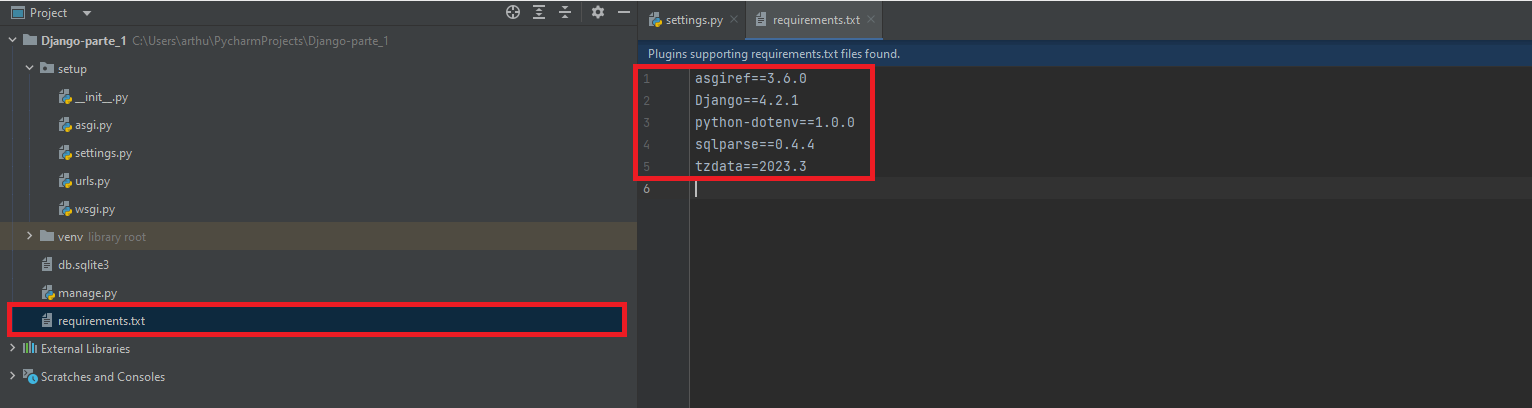 Project
Django-parte_1 C:\Users\arthu\PycharmProjects\Django-parte_1
setup
__init__.py
asgi.py
settings.py
urls.py
wsgi.py
venv library root
db.sqlite3
manage.py
requirements.txt
External Libraries
Scratches and Consoles
settings.py requirements.txt
Plugins supporting requirements.txt files found.
1 asgiref==3.6.0
2 Django==4.2.1
3 python-dotenv==1.0.0
4 sqlparse==0.4.4
5 tzdata==2023.3
6